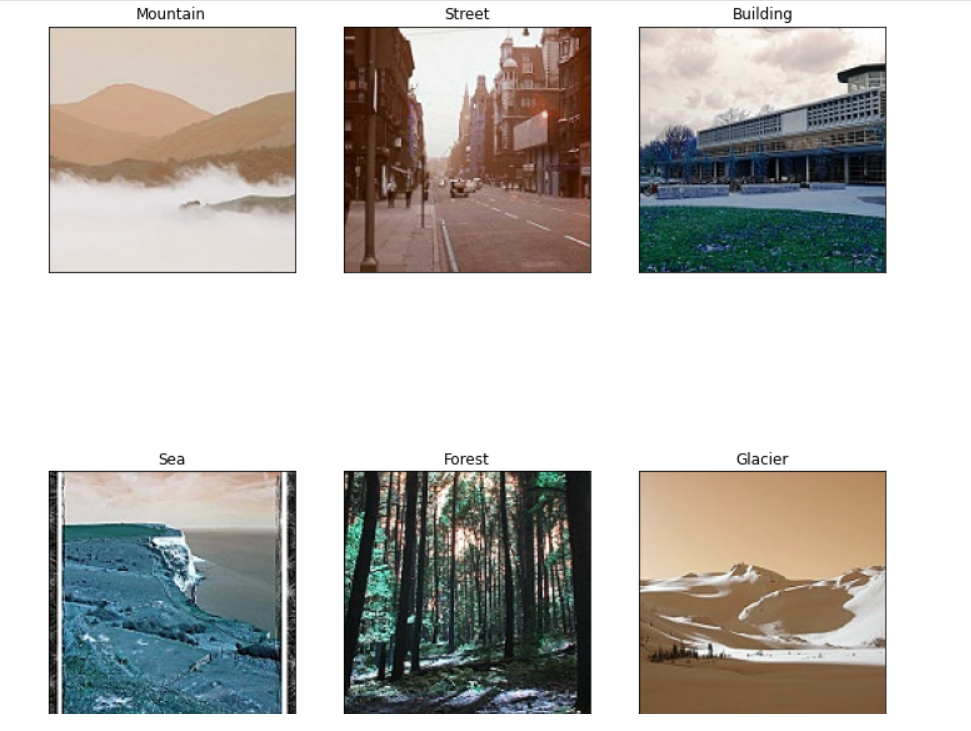 Mountain
Street
Building
Sea
Forest
Glacier